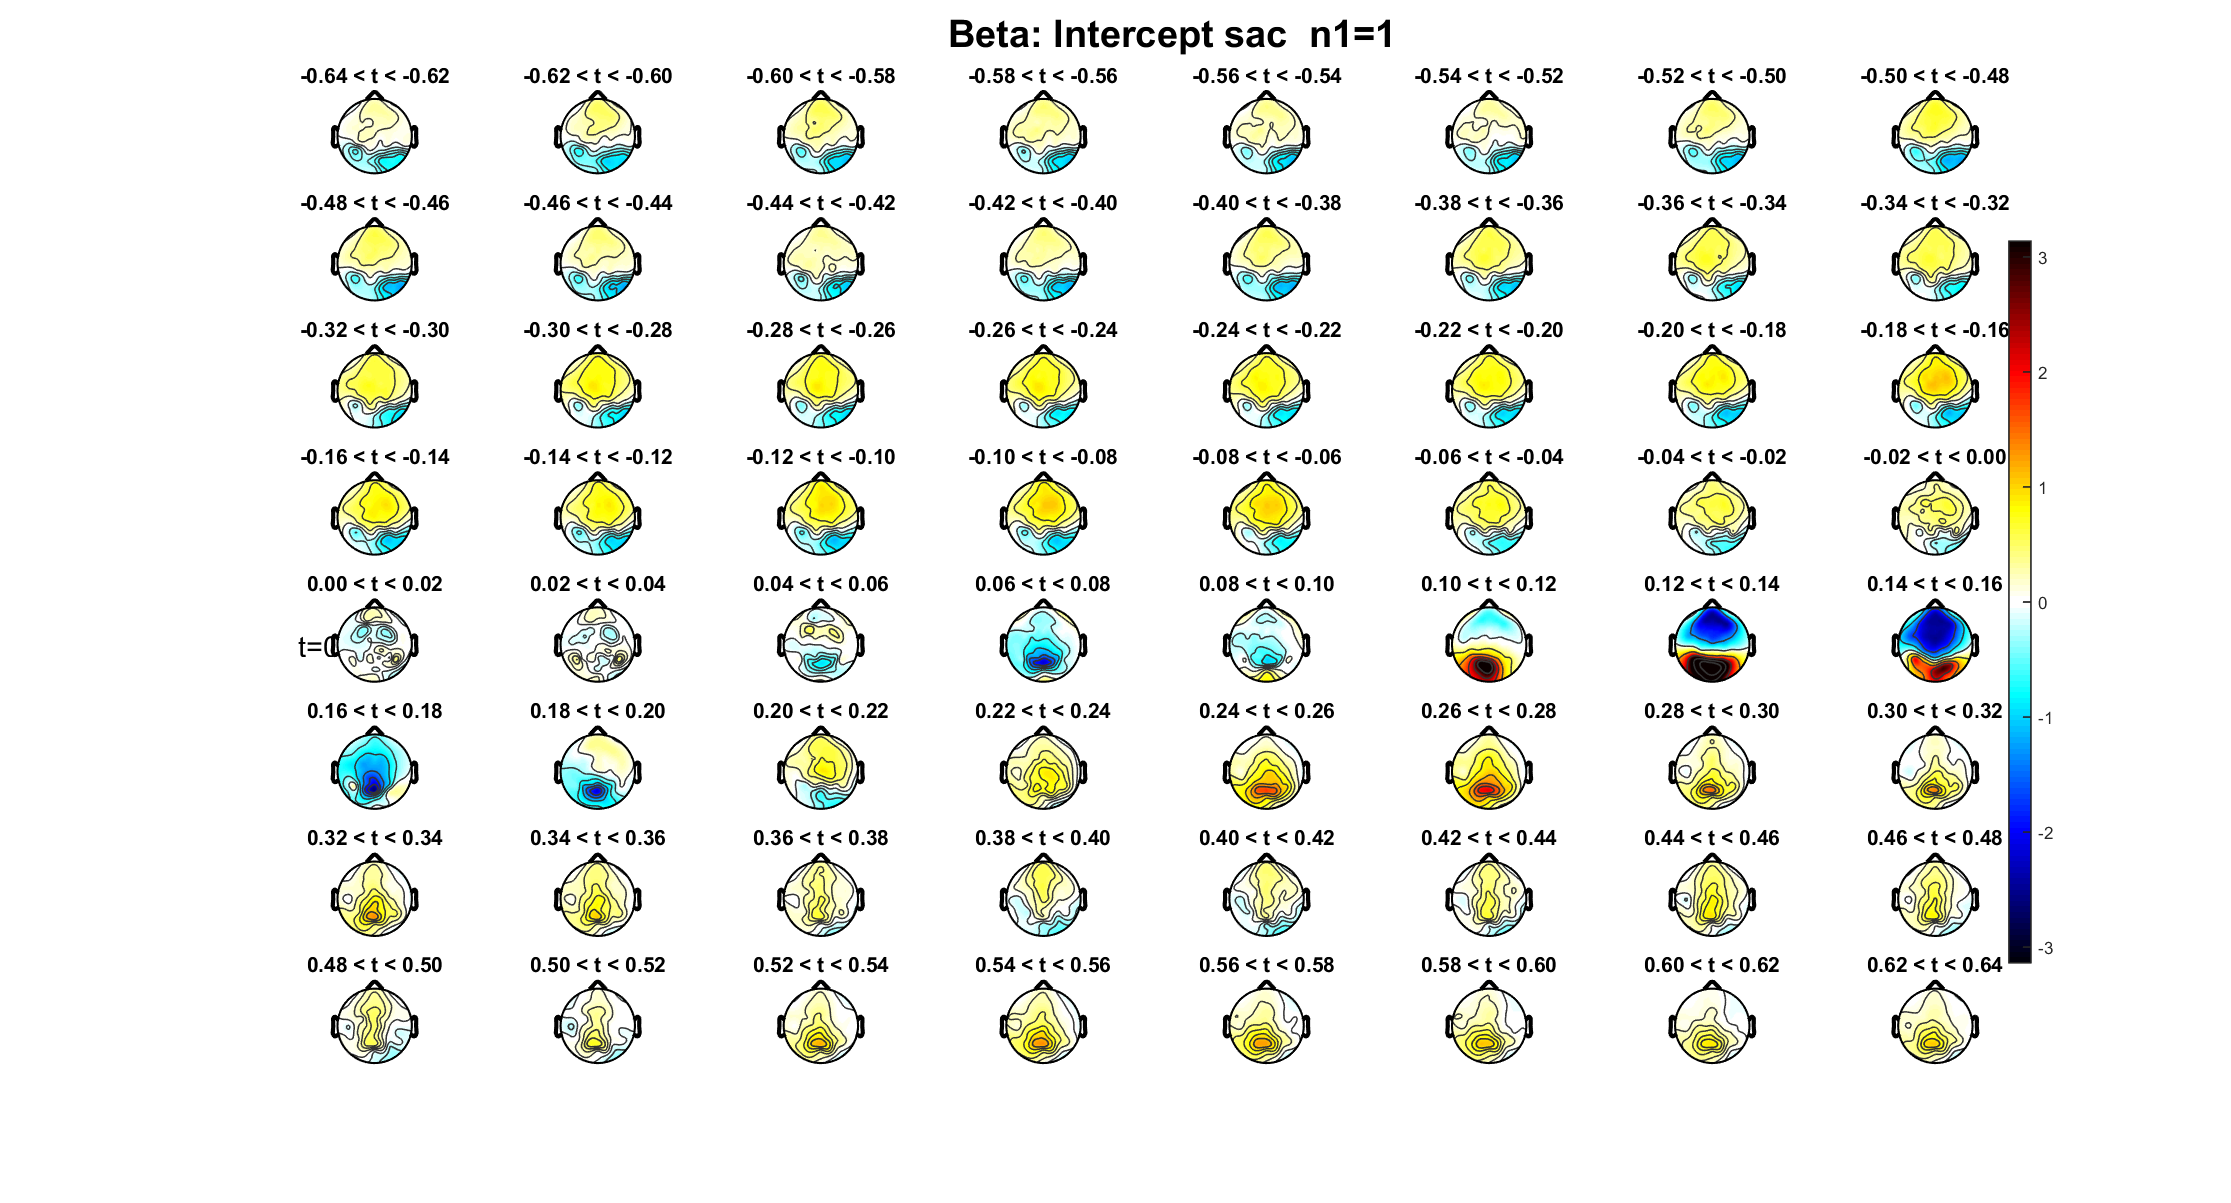 Beta: Intercept sac  n1=1
-0.64 < t < -0.62 -0.62 < t < -0.60 -0.60 < t < -0.58 -0.58 < t < -0.56 -0.56 < t < -0.54 -0.54 < t < -0.52 -0.52 < t < -0.50 -0.50 < t < -0.48
-0.48 < t < -0.46 -0.46 < t < -0.44 -0.44 < t < -0.42 -0.42 < t < -0.40 -0.40 < t < -0.38 -0.38 < t < -0.36 -0.36 < t < -0.34 -0.34 < t < -0.32
3
-0.32 < t < -0.30 -0.30 < t < -0.28 -0.28 < t < -0.26 -0.26 < t < -0.24 -0.24 < t < -0.22 -0.22 < t < -0.20 -0.20 < t < -0.18 -0.18 < t < -0.16
2
-0.16 < t < -0.14 -0.14 < t < -0.12 -0.12 < t < -0.10 -0.10 < t < -0.08 -0.08 < t < -0.06 -0.06 < t < -0.04 -0.04 < t < -0.02 -0.02 < t < 0.00
1
0.00 < t < 0.02 0.02 < t < 0.04 0.04 < t < 0.06 0.06 < t < 0.08 0.08 < t < 0.10 0.10 < t < 0.12 0.12 < t < 0.14 0.14 < t < 0.16
0
t=0
0.16 < t < 0.18 0.18 < t < 0.20 0.20 < t < 0.22 0.22 < t < 0.24 0.24 < t < 0.26 0.26 < t < 0.28 0.28 < t < 0.30 0.30 < t < 0.32
-1
0.32 < t < 0.34 0.34 < t < 0.36 0.36 < t < 0.38 0.38 < t < 0.40 0.40 < t < 0.42 0.42 < t < 0.44 0.44 < t < 0.46 0.46 < t < 0.48
-2
-3
0.48 < t < 0.50 0.50 < t < 0.52 0.52 < t < 0.54 0.54 < t < 0.56 0.56 < t < 0.58 0.58 < t < 0.60 0.60 < t < 0.62 0.62 < t < 0.64